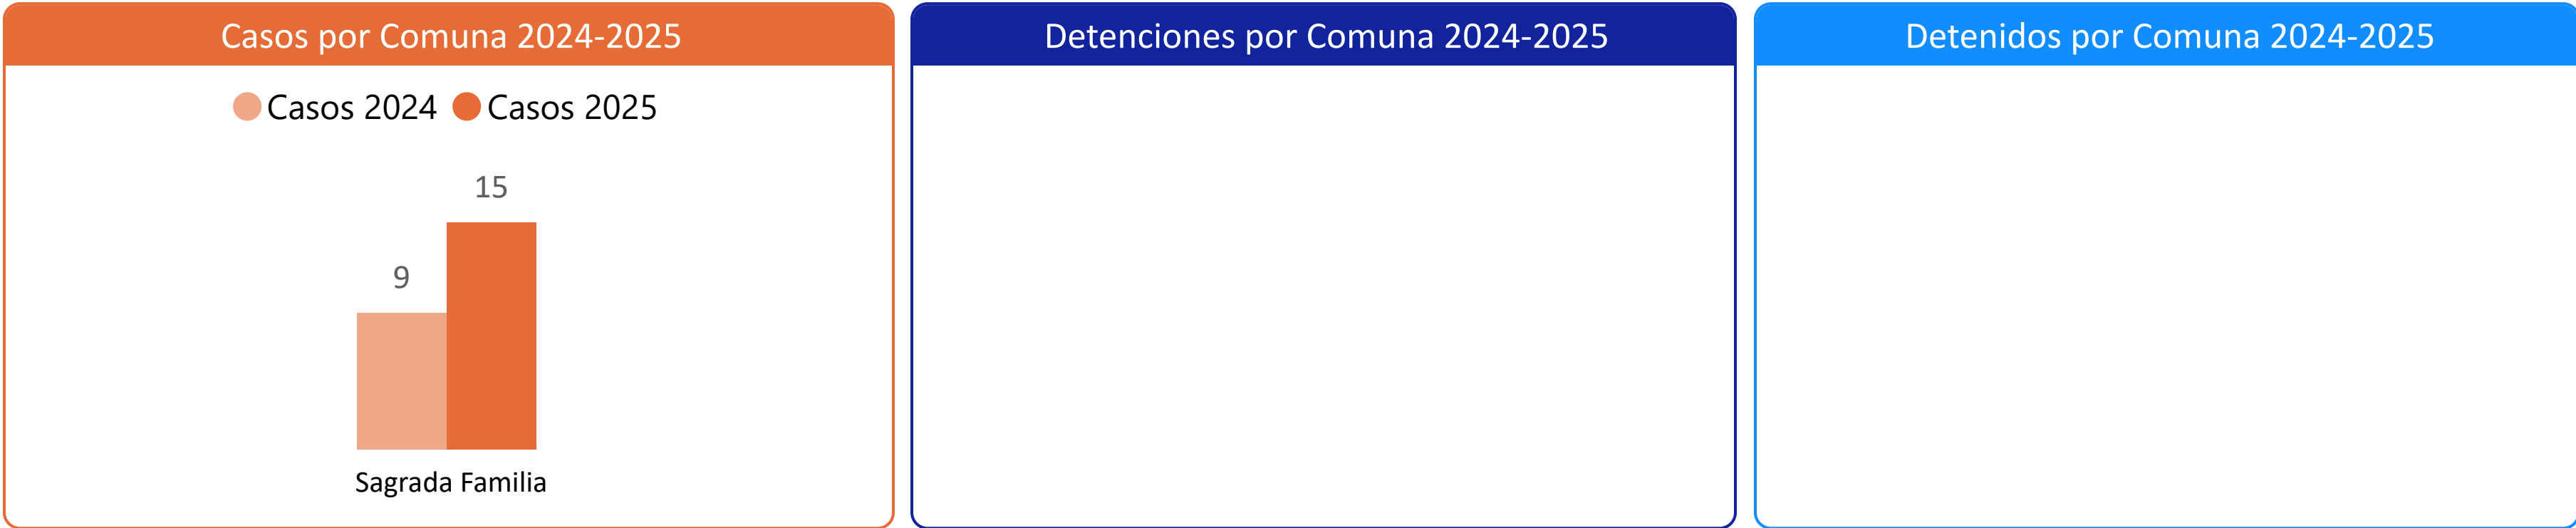 Casos por Comuna 2024-2025
Casos 2024 Casos 2025
15
9
Sagrada Familia
Detenciones por Comuna 2024-2025
Detenidos por Comuna 2024-2025